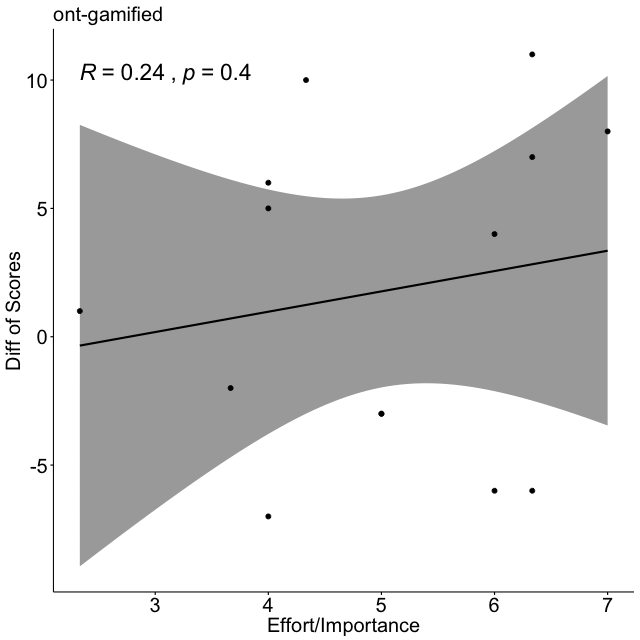 ont-gamified
R = 0.24 , p = 0.4
10
5
0
-5
Diff of Scores
3 4 5 6 7
Effort/Importance